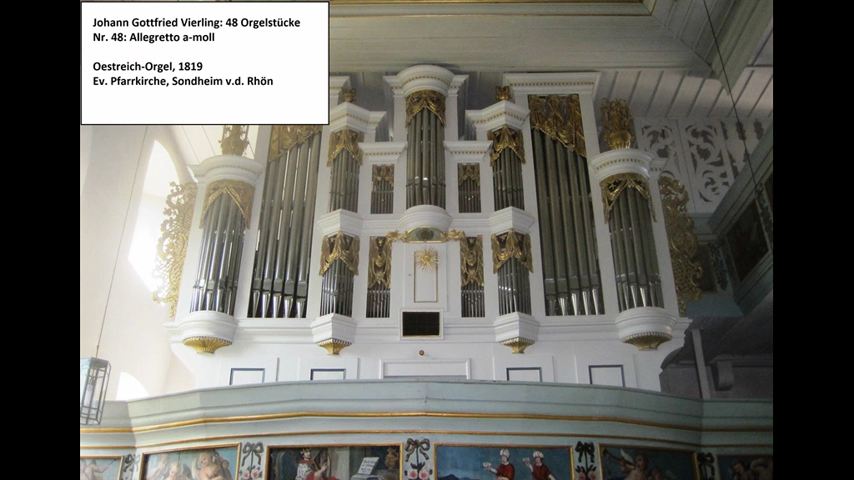 Johann Gottfried Vierling: 48 Orgelstücke
Nr. 48: Allegretto a-moll
Oestreich-Orgel, 1819
Ev. Pfarrkirche, Sondheim v.d. Rhön